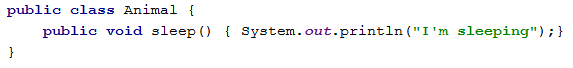 public class Animal {
    public void sleep() { System.out.println("I'm sleeping");}
}